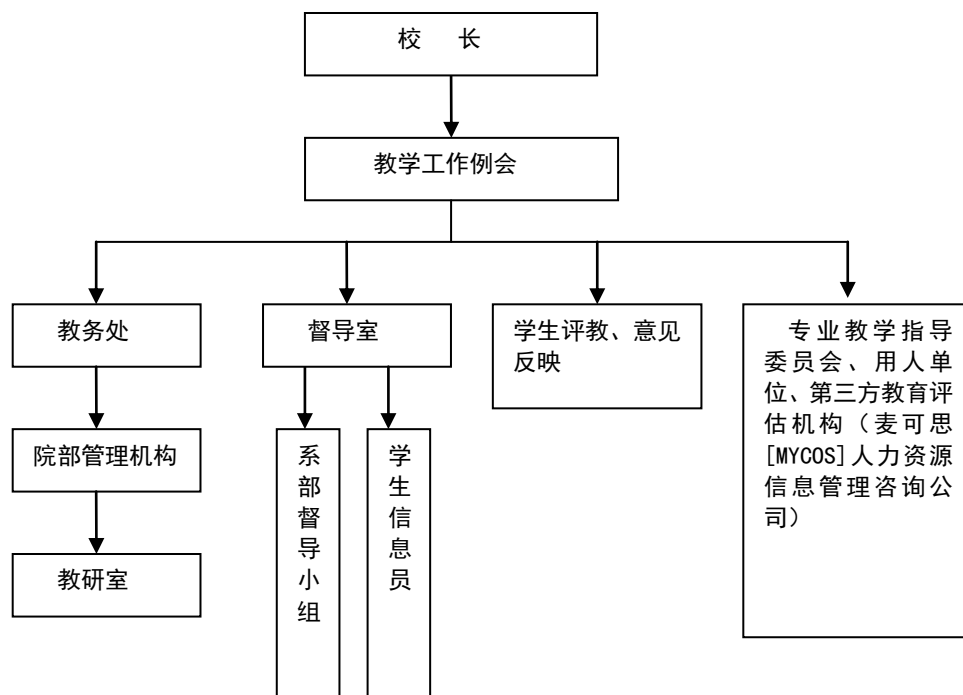 校 长
教学工作例会
教务处
督导室
学生评教、意见
反映
专业教学指导
委员会、用人单
位、第三方教育评
估机构（麦可思
[MYCOS]人力资源
信息管理咨询公
司）
院部管理机构
教研室
系部督导小组
学生信息员